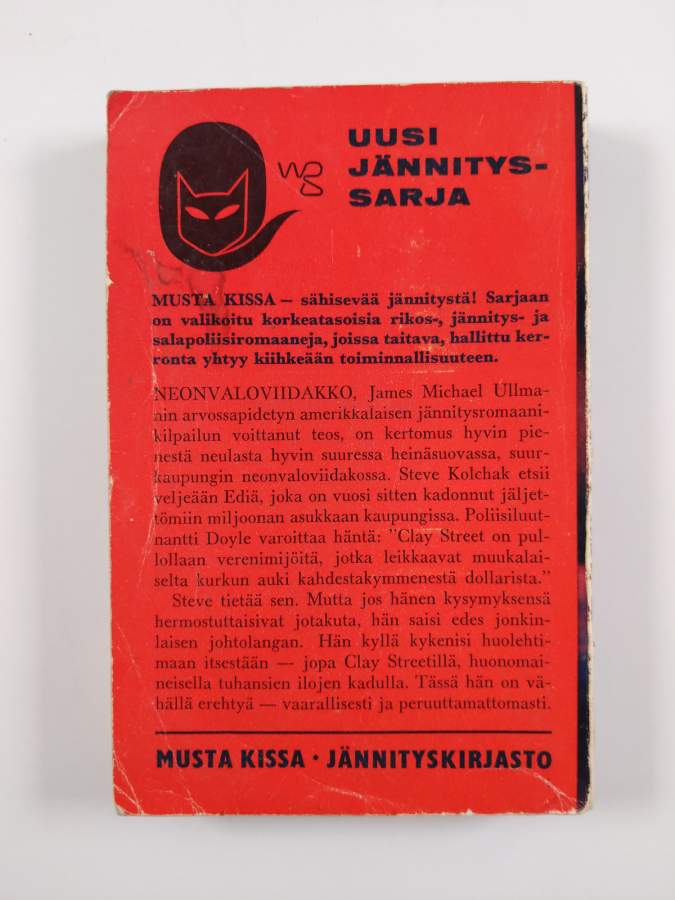 UUSI
JÄNNITYS-
SARJA
WS
MUSTA KISSA — sähisevää jännitystä! Sarjaan
on valikoitu korkeatasoisia rikos-, jännitys- ja
salapoliisiromaaneja, joissa taitava, hallittu ker-
ronta yhtyy kiihkeään toiminnallisuuteen.
NEONVALOVIIDAKKO, James Michael Ullma-
nin arvossapidetyn amerikkalaisen jännitysromaani-
kilpailun voittanut teos, on kertomus hyvin pie-
nestä neulasta hyvin suuressa heinäsuovassa, suur-
kaupungin neonvaloviidakossa. Steve Kolchak etsii
veljeään Ediä, joka on vuosi sitten kadonnut jäljet-
tömiin miljoonan asukkaan kaupungissa. Poliisiluut-
nantti Doyle varoittaa häntä: ”Clay Street on pul-
lollaan verenimijöitä, jotka leikkaavat muukalai-
selta kurkun auki kahdestakymmenestä dollarista.”
Steve tietää sen. Mutta jos hänen kysymyksensä
hermostuttaisivat jotakuta, hän saisi edes jonkin-
laisen johtolangan. Hän kyllä kykenisi huolehti-
maan itsestään — jopa Clay Streetillä, huonomai-
neisella tuhansien ilojen kadulla. Tässä hän on vä-
hällä erehtyä — vaarallisesti ja peruuttamattomasti.
MUSTA KISSA · JÄNNITYSKIRJASTO